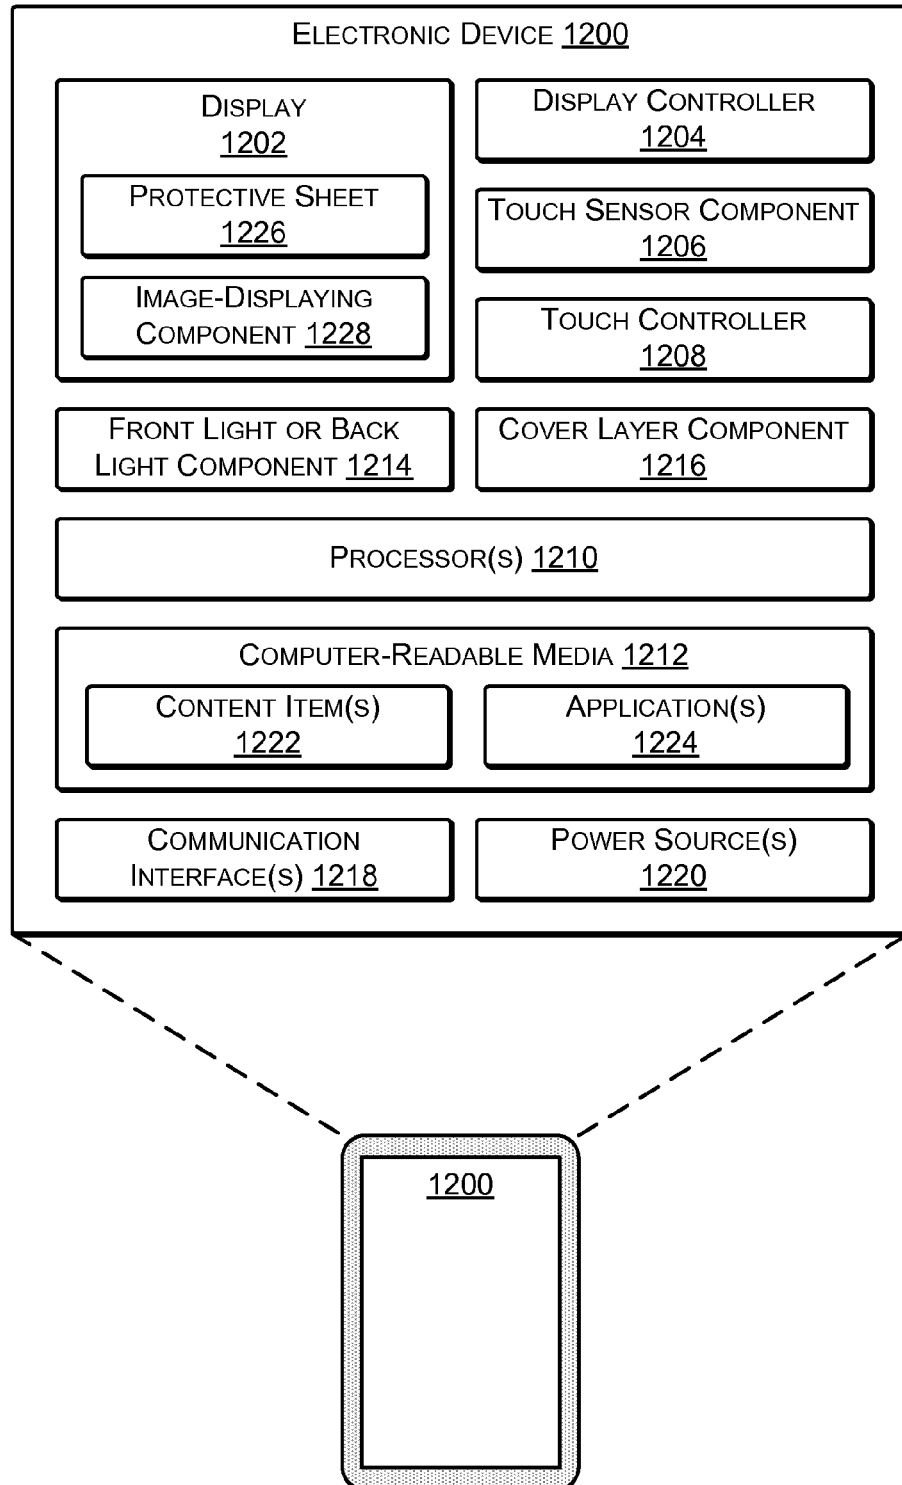 ELECTRONIC DEVICE 1200
DISPLAY
1202
PROTECTIVE SHEET
1226
IMAGE-DISPLAYING
COMPONENT 1228
DISPLAY CONTROLLER
1204
TOUCH SENSOR COMPONENT
1206
TOUCH CONTROLLER
1208
FRONT LIGHT OR BACK
LIGHT COMPONENT 1214
COVER LAYER COMPONENT
1216
PROCESSOR(S) 1210
COMPUTER-READABLE MEDIA 1212
CONTENT ITEM(S)
1222
APPLICATION(S)
1224
COMMUNICATION
INTERFACE(S) 1218
POWER SOURCE(S)
1220
1200